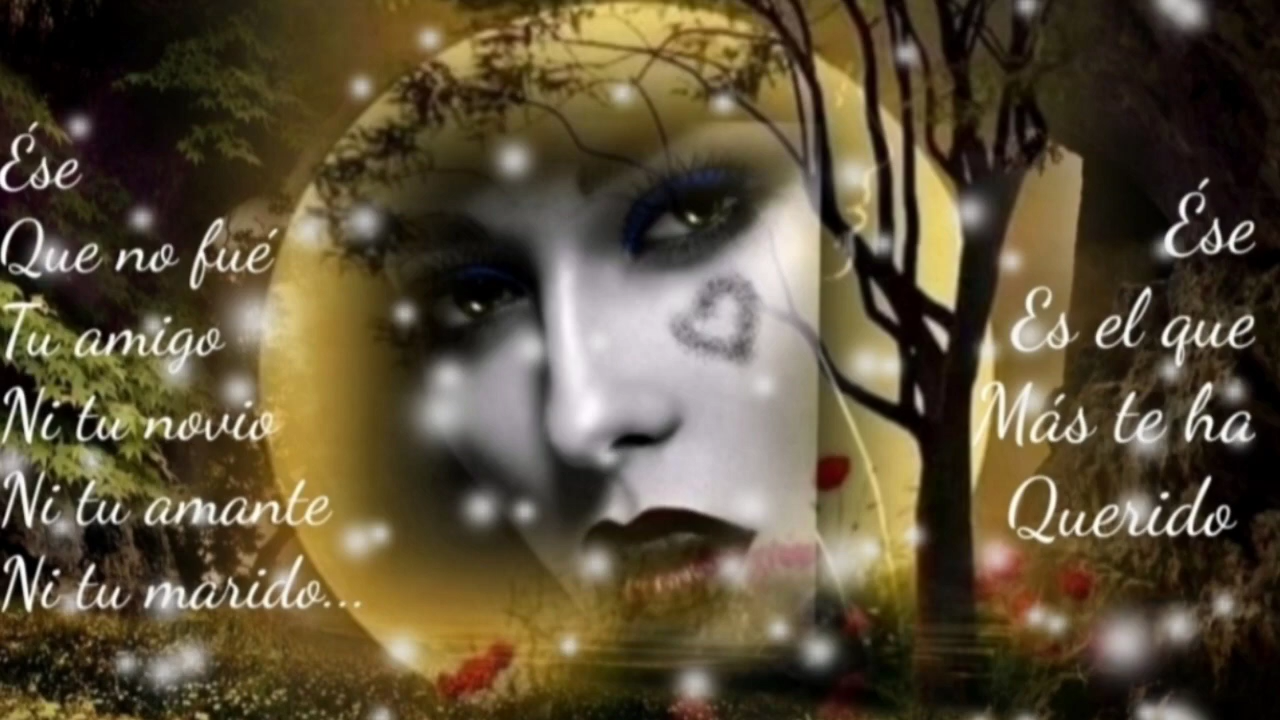 Ése
Que no fué
Tu amigo
Ni tu novio
Ni tu amante
Ni tu marido...
Ése
Es el que
Más te ha
Querido